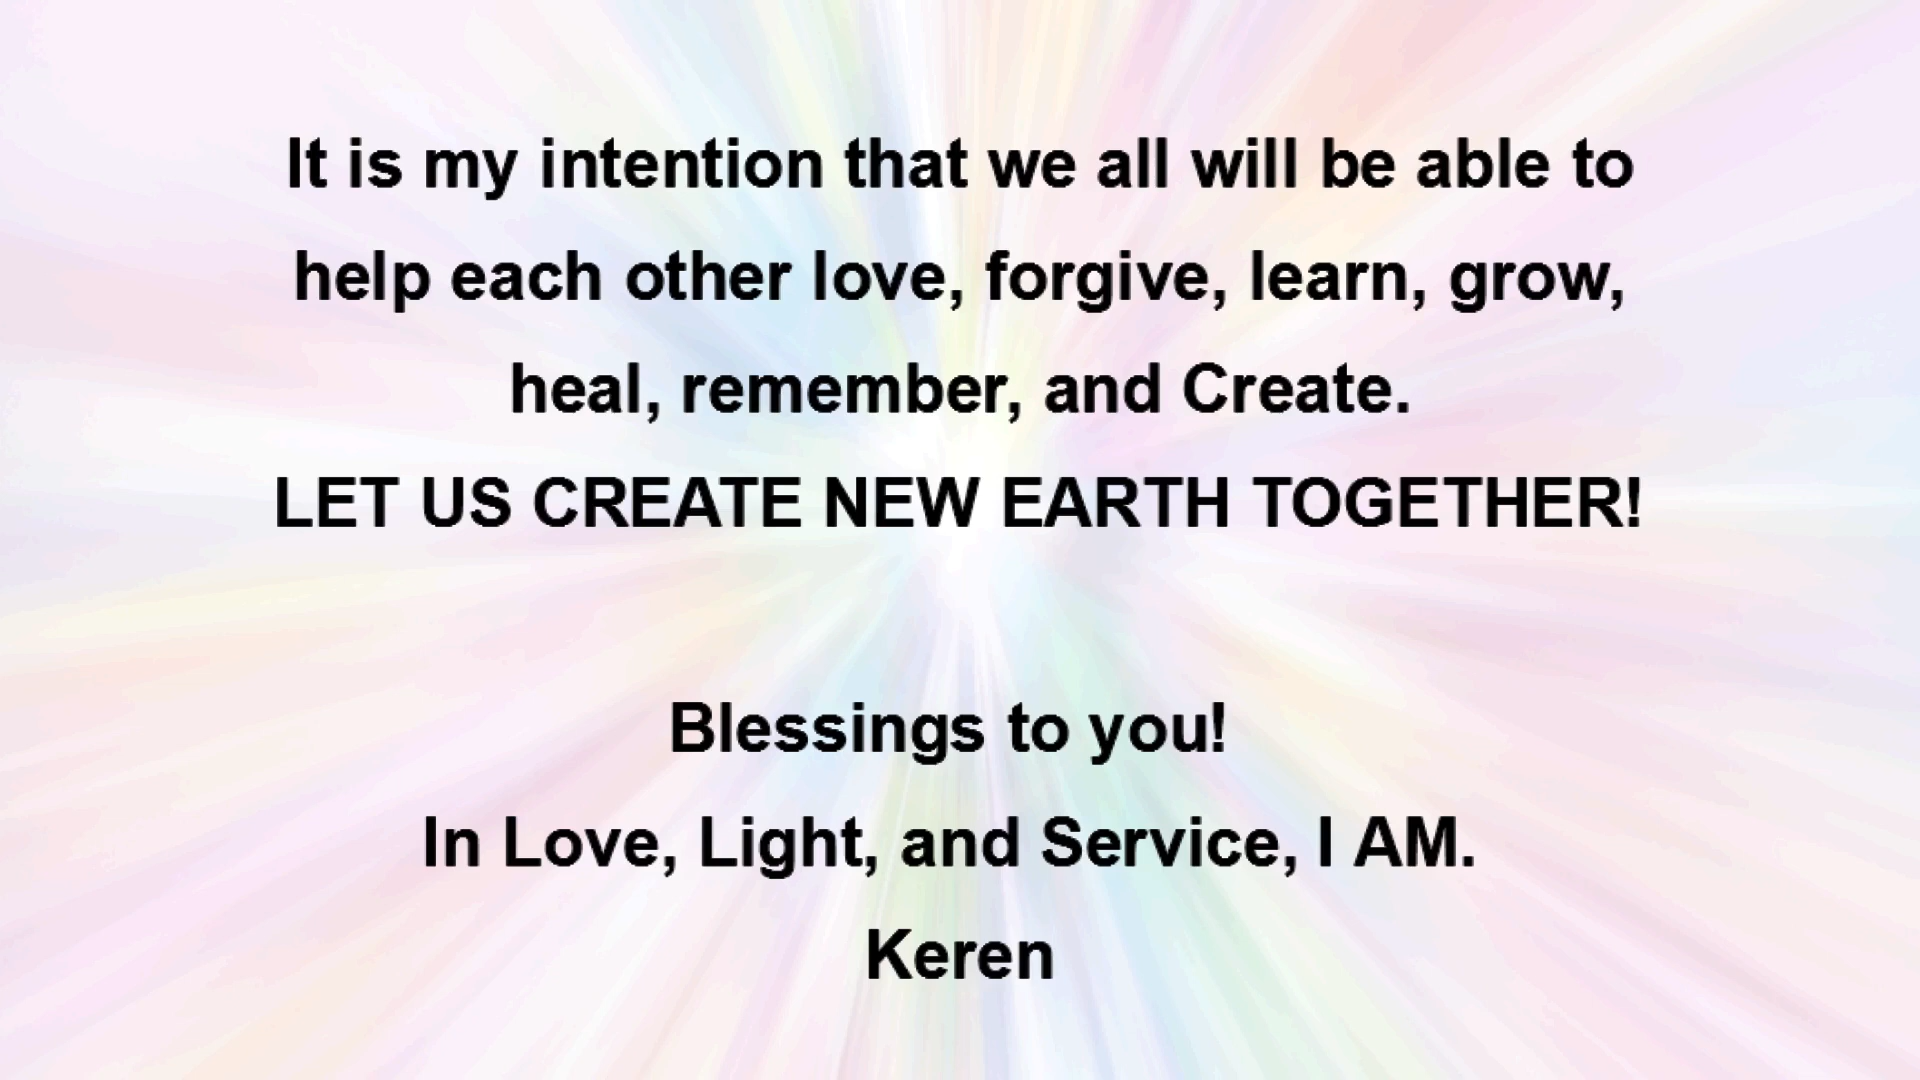 It is my intention that we all will be able to
help each other love, forgive, learn, grow,
heal, remember, and Create.
LET US CREATE NEW EARTH TOGETHER!
Blessings to you!
In Love, Light, and Service, I AM.
Keren